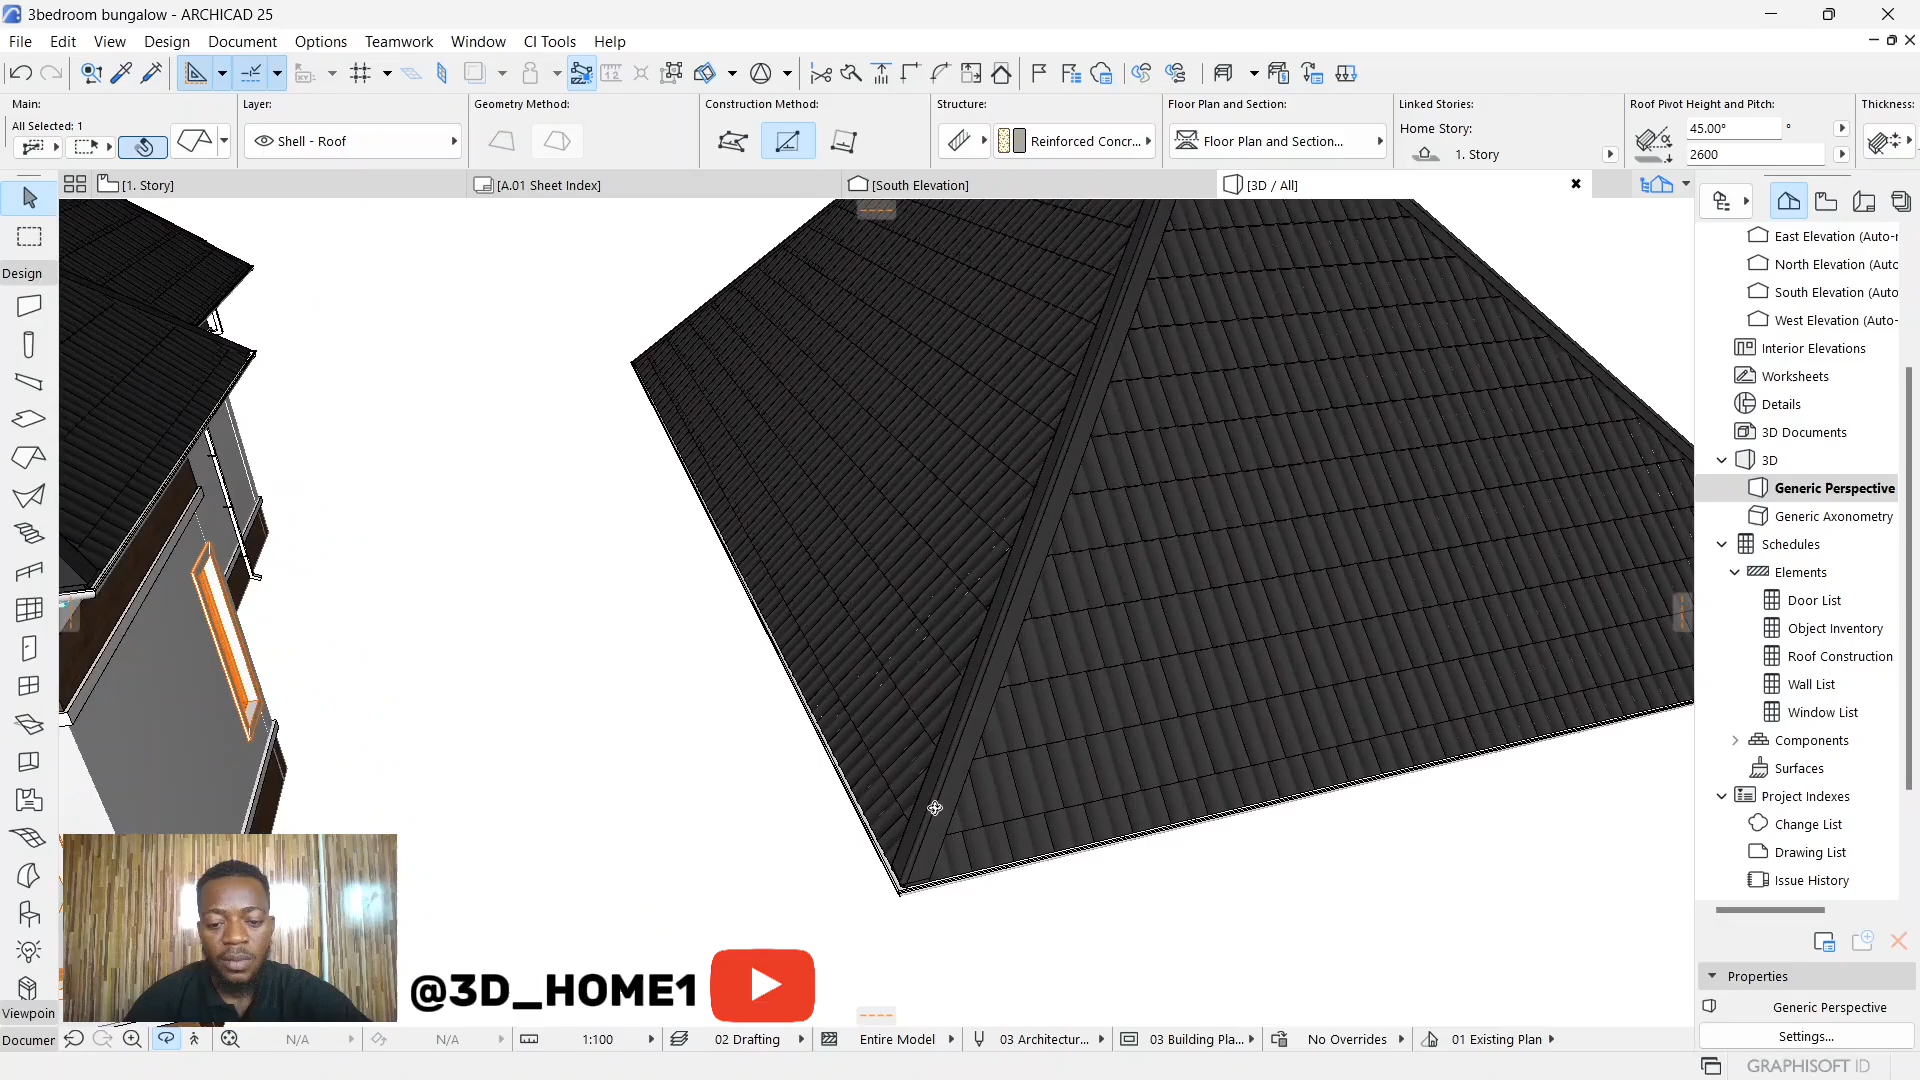 3bedroom bungalow - ARCHICAD 25
File Edit View Design Document Options Teamwork Window CI Tools Help
Main: Layer: Geometry Method: Construction Method: Structure: Floor Plan and Section: Linked Stories: Roof Pivot Height and Pitch: Thickness:
All Selected: 1
Shell - Roof
Reinforced Concr...
Floor Plan and Section...
Home Story:
1. Story
45.00° °
2600
[1. Story] [A.01 Sheet Index] [South Elevation] [3D / All]
Design
East Elevation (Auto-r
North Elevation (Autc
South Elevation (Auto
West Elevation (Auto-
Interior Elevations
Worksheets
Details
3D Documents
3D
Generic Perspective
Generic Axonometry
Schedules
Elements
Door List
Object Inventory
Roof Construction
Wall List
Window List
Components
Surfaces
Project Indexes
Change List
Drawing List
Issue History
Properties
Generic Perspective
Settings...
@3D_HOME1
Viewpoin
Documer
N/A N/A 1:100 02 Drafting Entire Model 03 Architectur... 03 Building Pla... No Overrides 01 Existing Plan
GRAPHISOFT ID